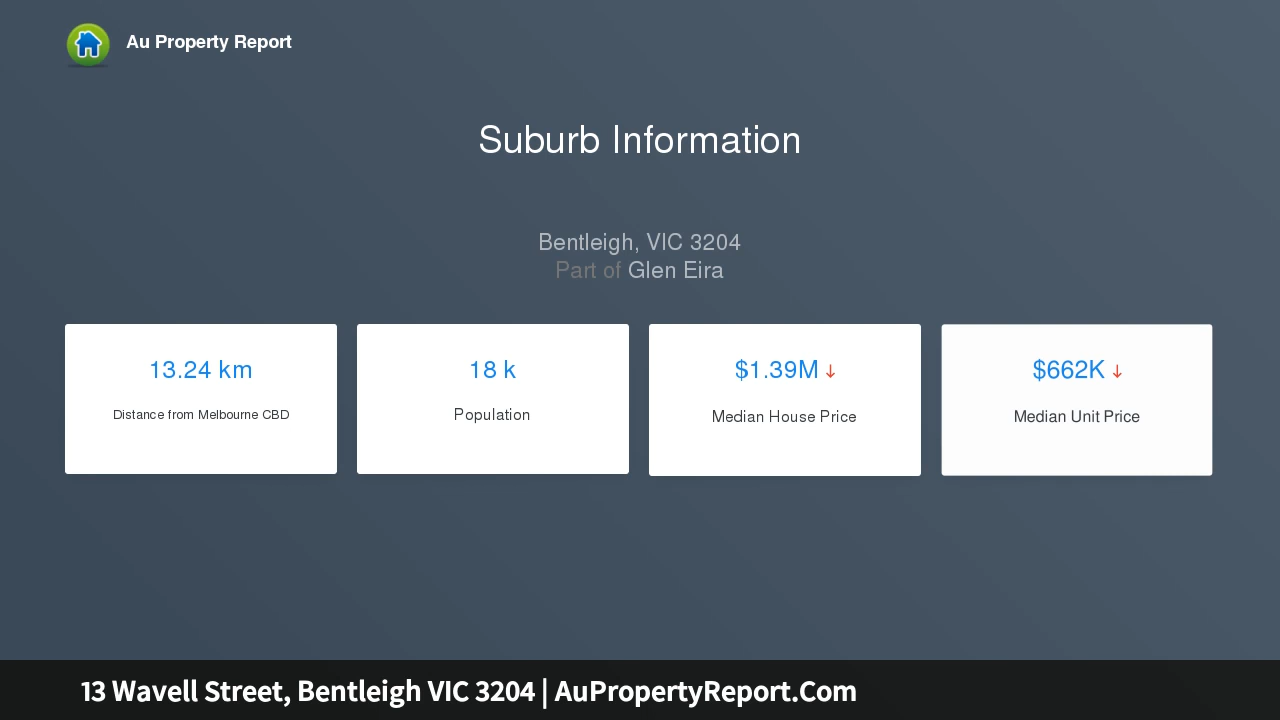 Au Property Report
Suburb Information
Bentleigh, VIC 3204
Part of Glen Eira
13.24 km
Distance from Melbourne CBD
18 k
Population
$1.39M ↓
Median House Price
$662K ↓
Median Unit Price
13 Wavell Street, Bentleigh VIC 3204 | AuPropertyReport.Com